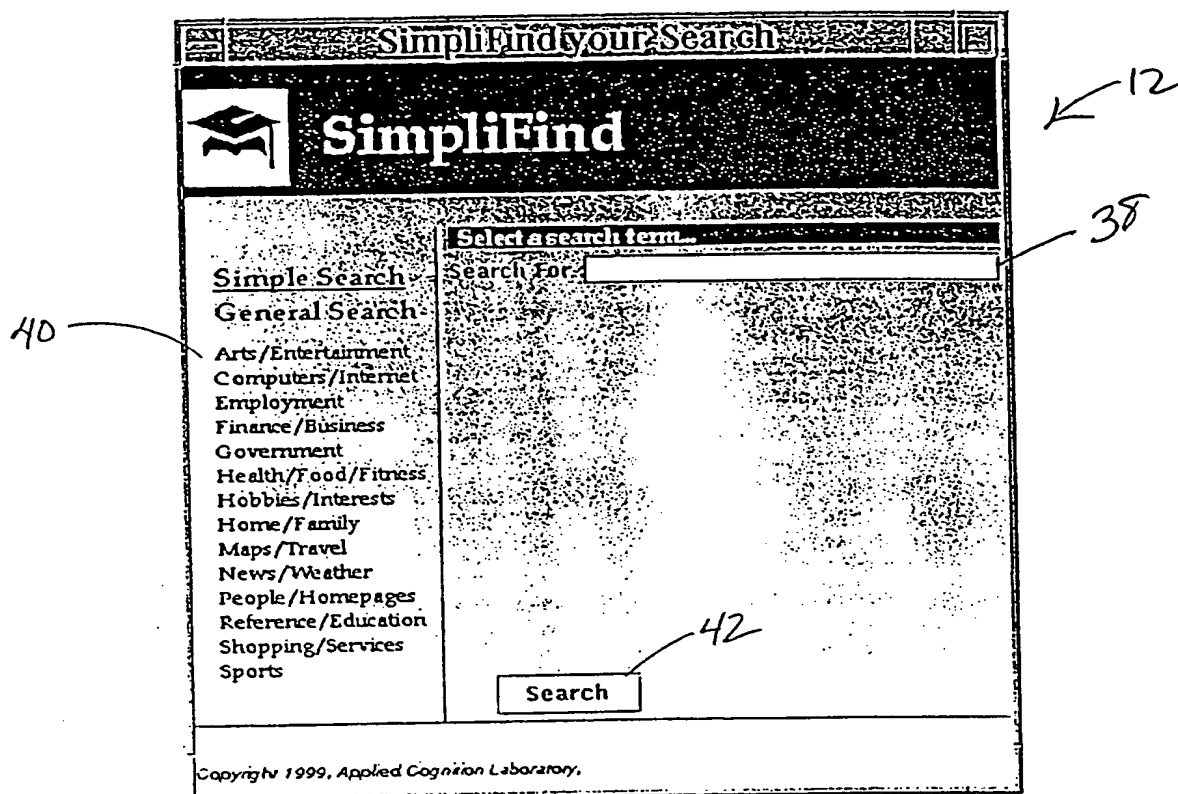 SimpliFind your Search
12
SimpliFind
38
Select a search term...
Search For
Simple Search
General Search
40
Arts/Entertainment
Computers/Internet
Employment
Finance/Business
Government
Health/Food/Fitness
Hobbies/Interests
Home/Family
Maps/Travel
News/Weather
People/Homepages
Reference/Education
Shopping/Services
Sports
42
Search
Copyright 1999, Applied Cognition Laboratory.